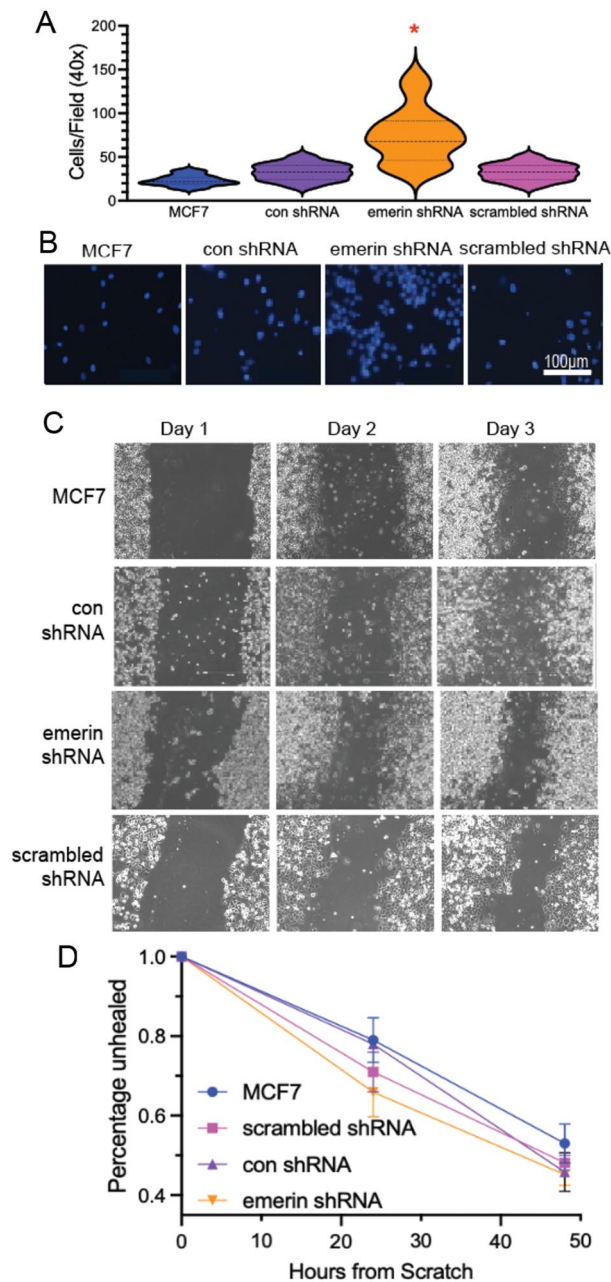 A
*
Cells/Field (40x)
200
150
100
50
0
MCF7 con shRNA emerin shRNA scrambled shRNA
B
MCF7 con shRNA emerin shRNA scrambled shRNA
100μm
C
Day 1 Day 2 Day 3
MCF7
con
shRNA
emerin
shRNA
scrambled
shRNA
D
Percentage unhealed
1.0
0.8
0.6
0.4
MCF7
scrambled shRNA
con shRNA
emerin shRNA
0 10 20 30 40 50
Hours from Scratch